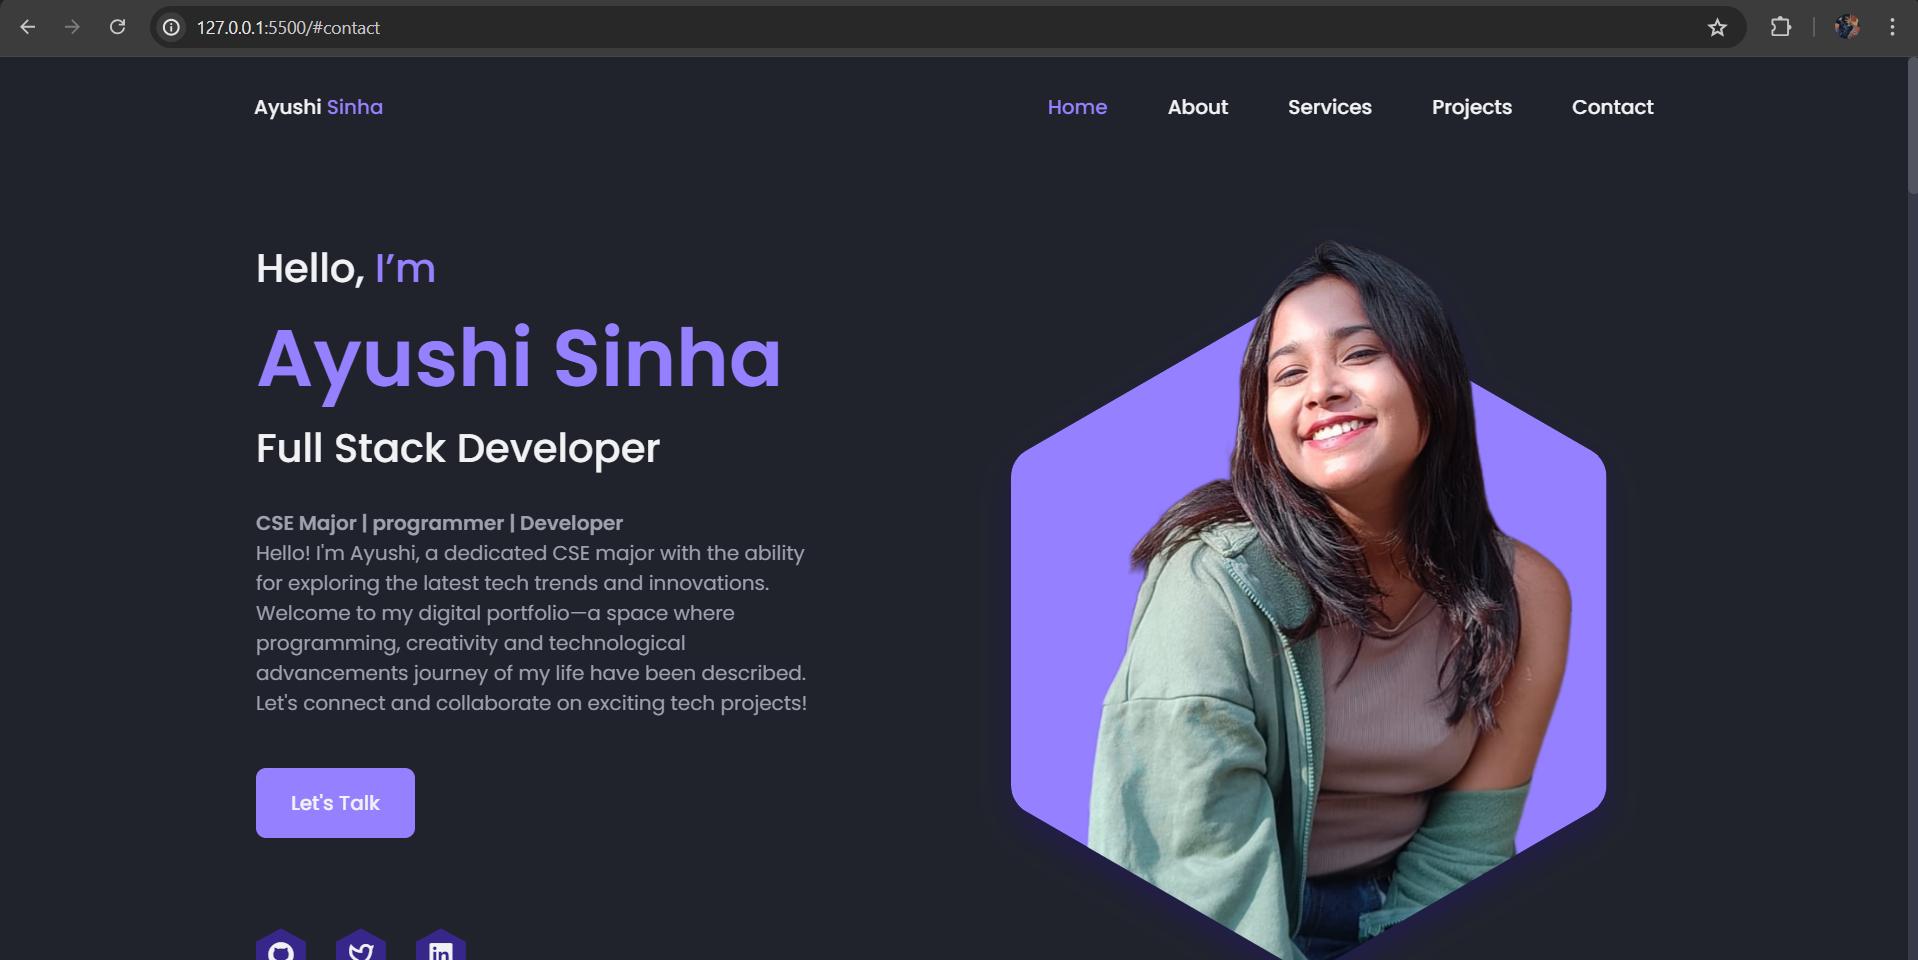 127.0.0.1:5500/#contact
Ayushi Sinha
Home About Services Projects Contact
Hello, I’m
Ayushi Sinha
Full Stack Developer
CSE Major | programmer | Developer
Hello! I'm Ayushi, a dedicated CSE major with the ability
for exploring the latest tech trends and innovations.
Welcome to my digital portfolio—a space where
programming, creativity and technological
advancements journey of my life have been described.
Let's connect and collaborate on exciting tech projects!
Let's Talk
in